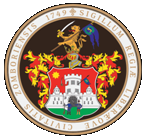 SIGILLUM REGIÆ LIBERÆQUE CIVITATIS ZOMBORIENSIS 1749